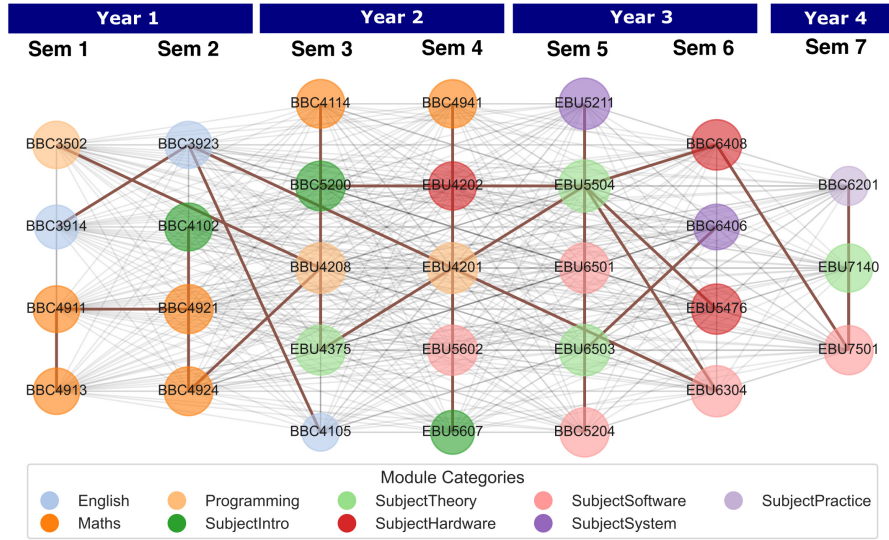 Year 1 Year 2 Year 3 Year 4
Sem 1 Sem 2 Sem 3 Sem 4 Sem 5 Sem 6 Sem 7
BBC4114 BBC4941 EBU5211
BBC3502 BBC3923 BBC6408
BBC5200 EBU4202 EBU5504 BBC6201
BBC3914 BBC4102 BBC6406
BBU4208 EBU4201 EBU6501 EBU7140
BBC4911 BBC4921 EBU5476
EBU4375 EBU5602 EBU6503 EBU7501
BBC4913 BBC4924 EBU6304
BBC4105 EBU5607 BBC5204
Module Categories
English Programming SubjectTheory SubjectSoftware SubjectPractice
Maths SubjectIntro SubjectHardware SubjectSystem